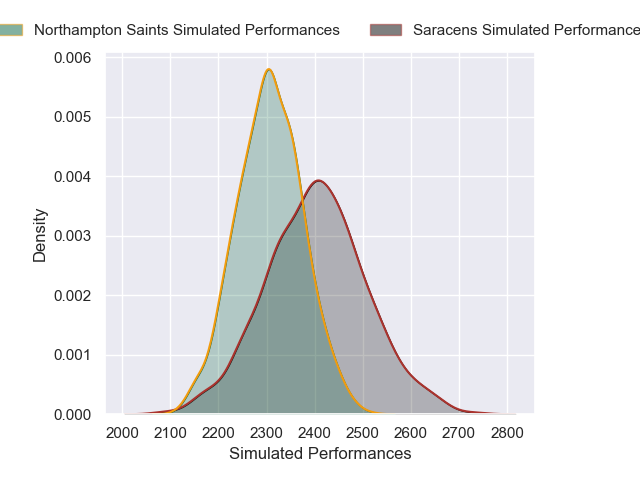 Northampton Saints Simulated Performances   Saracens Simulated Performance
0.006
0.005
0.004
0.003
0.002
0.001
0.000
Density
2000 2100 2200 2300 2400 2500 2600 2700 2800
Simulated Performances